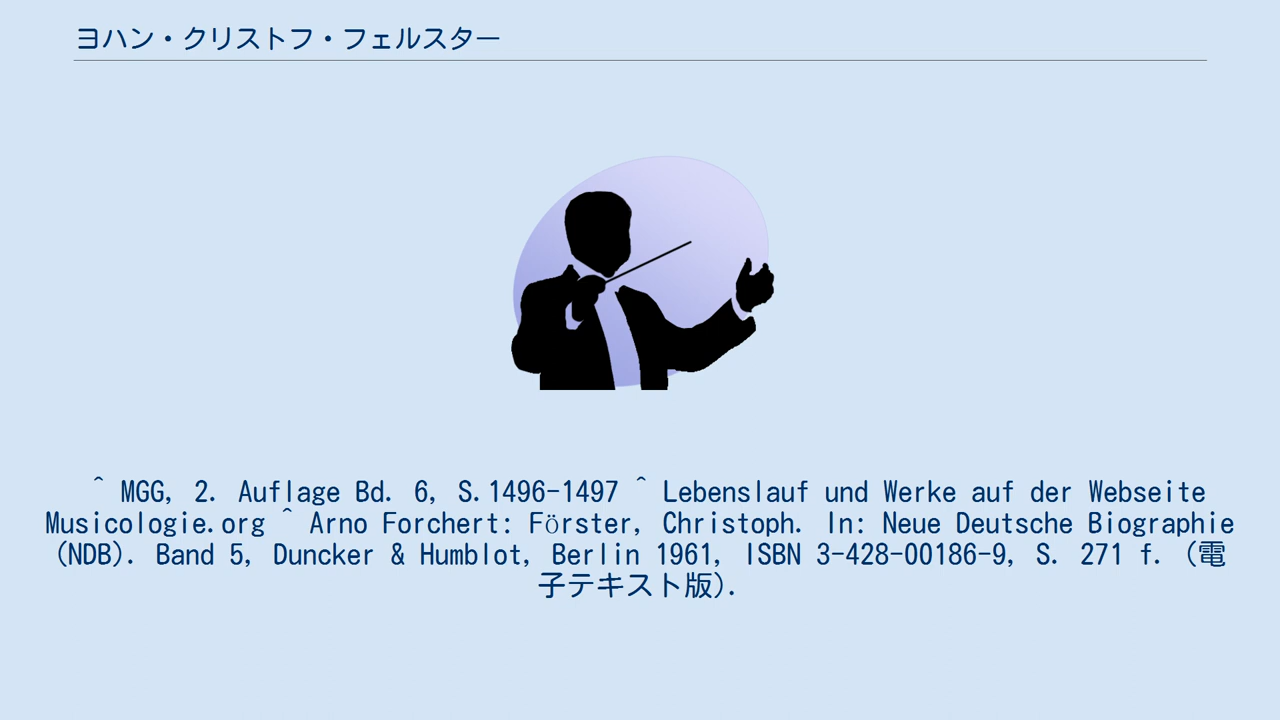 ヨハン・クリストフ・フェルスター
^ MGG, 2. Auflage Bd. 6, S.1496-1497 ^ Lebenslauf und Werke auf der Webseite
Musicologie.org ^ Arno Forchert: Förster, Christoph. In: Neue Deutsche Biographie
(NDB). Band 5, Duncker & Humblot, Berlin 1961, ISBN 3-428-00186-9, S. 271 f. (電
子テキスト版).